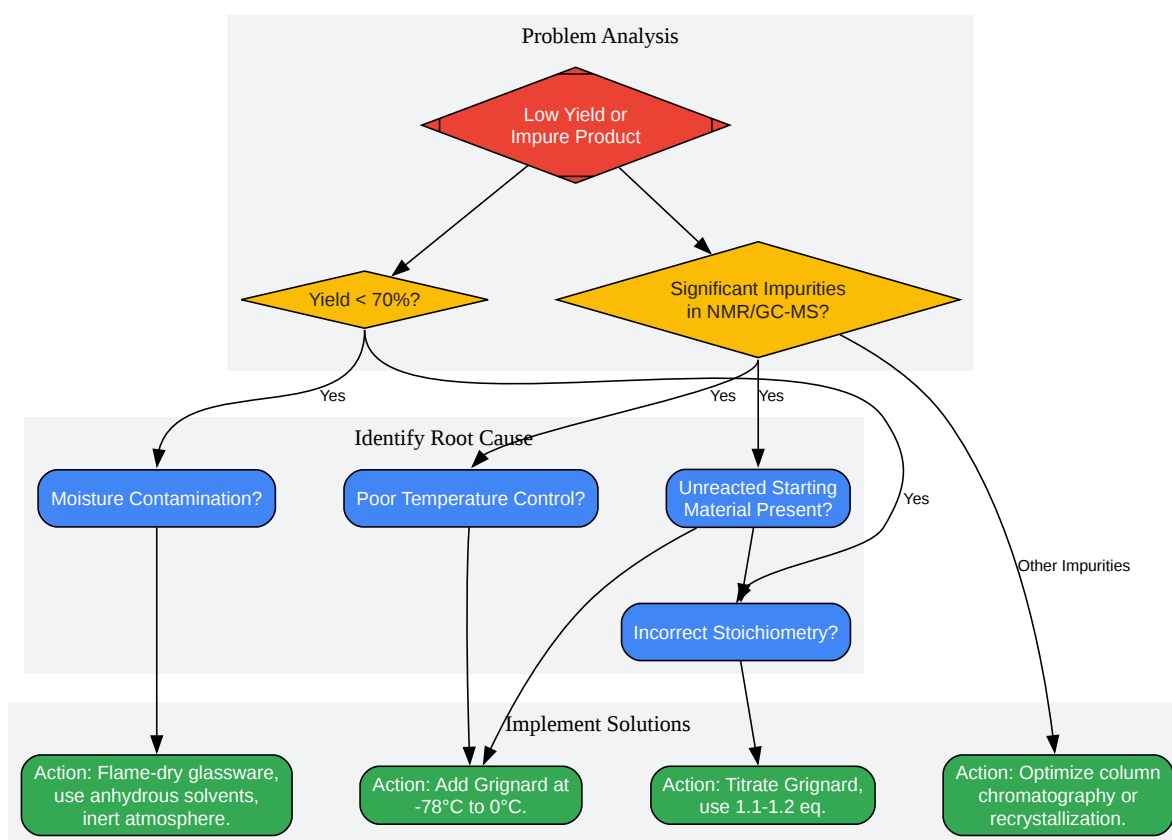 Problem Analysis
Low Yield or
Impure Product
Yield < 70%?
Significant Impurities
in NMR/GC-MS?
Yes
Yes
Yes
Identify Root Cause
Moisture Contamination?
Poor Temperature Control?
Unreacted Starting
Material Present?
Yes
Other Impurities
Incorrect Stoichiometry?
Implement Solutions
Action: Flame-dry glassware,
use anhydrous solvents,
inert atmosphere.
Action: Add Grignard at
-78°C to 0°C.
Action: Titrate Grignard,
use 1.1-1.2 eq.
Action: Optimize column
chromatography or
recrystallization.